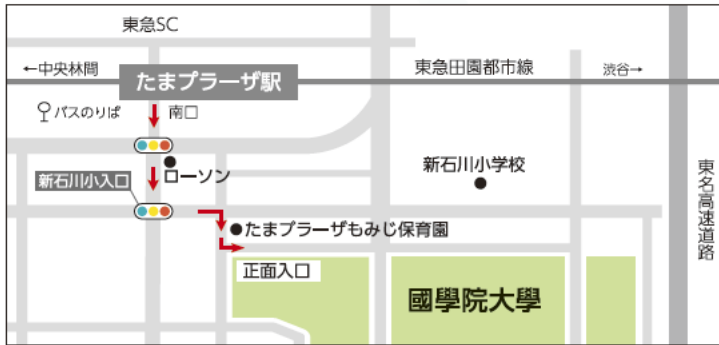 東急SC
←中央林間
たまプラーザ駅
東急田園都市線
渋谷→
バスのりば
南口
ローソン
新石川小入口
新石川小学校
東名高速道路
たまプラーザもみじ保育園
正面入口
國學院大學